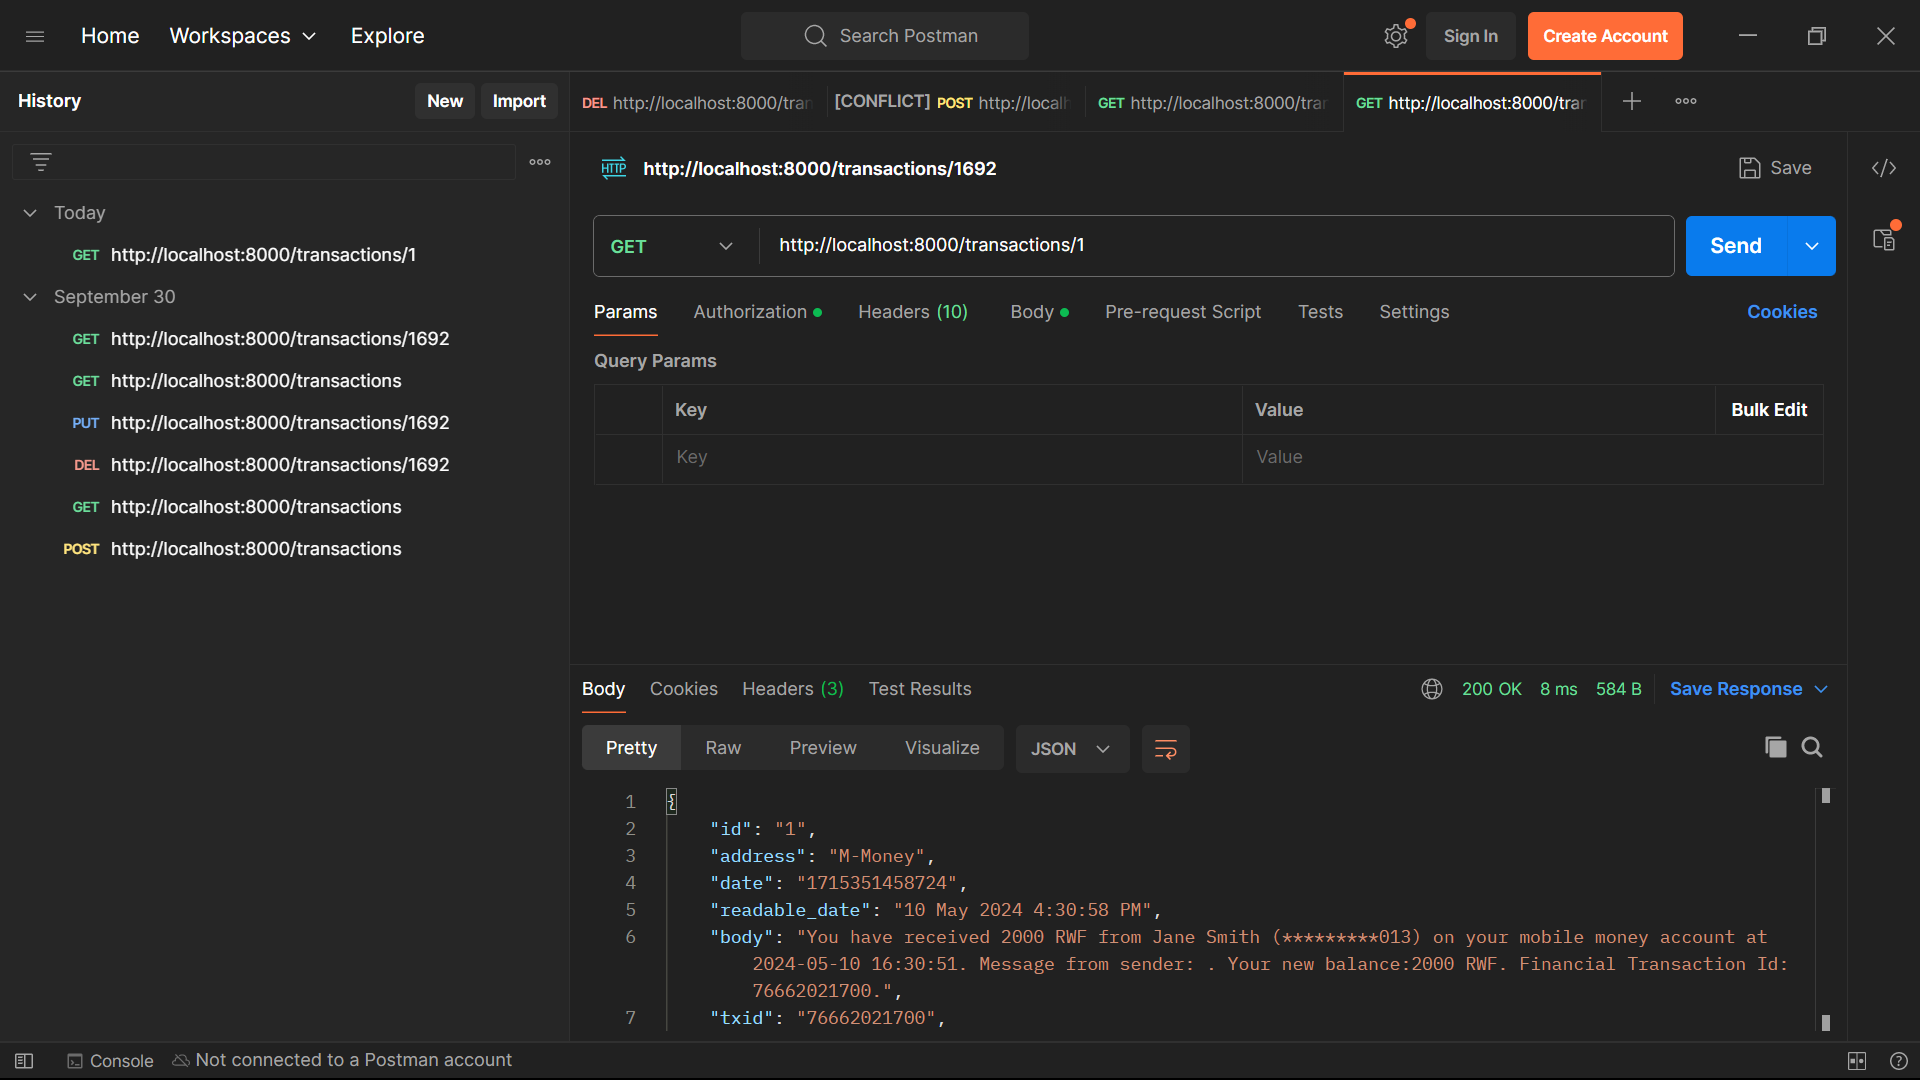 Home Workspaces Explore Search Postman Sign In Create Account
History New Import
DEL http://localhost:8000/tran [CONFLICT] POST http://localh GET http://localhost:8000/tra GET http://localhost:8000/tra
http://localhost:8000/transactions/1692 Save
Today
GET http://localhost:8000/transactions/1
September 30
GET http://localhost:8000/transactions/1692
GET http://localhost:8000/transactions
PUT http://localhost:8000/transactions/1692
DEL http://localhost:8000/transactions/1692
GET http://localhost:8000/transactions
POST http://localhost:8000/transactions
GET http://localhost:8000/transactions/1 Send
Params Authorization Headers (10) Body Pre-request Script Tests Settings Cookies
Query Params
Key Value Bulk Edit
Key Value
Body Cookies Headers (3) Test Results 200 OK 8 ms 584 B Save Response
Pretty Raw Preview Visualize JSON
1 {
2 "id": "1",
3 "address": "M-Money",
4 "date": "1715351458724",
5 "readable_date": "10 May 2024 4:30:58 PM",
6 "body": "You have received 2000 RWF from Jane Smith (*********013) on your mobile money account at
2024-05-10 16:30:51. Message from sender: . Your new balance:2000 RWF. Financial Transaction Id:
76662021700.",
7 "txid": "76662021700",
Console Not connected to a Postman account